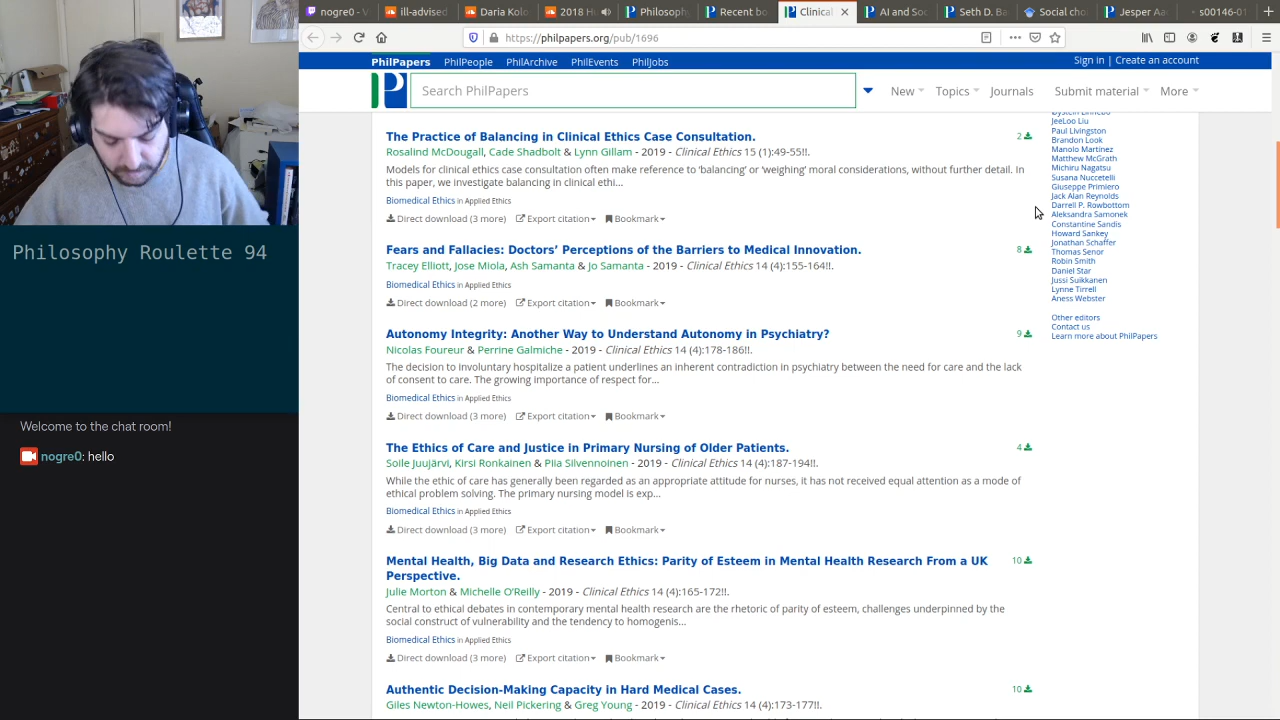 nogre0 - V
ill-advised
Daria Kolo
2018 Hu
Philosoph
Recent bo
Clinical
AI and So
Seth D. Ba
Social choi
Jesper Aa
s00146-01
https://philpapers.org/pub/1696
PhilPapers PhilPeople PhilArchive PhilEvents PhilJobs
Sign in | Create an account
Search PhilPapers
New Topics Journals Submit material More
The Practice of Balancing in Clinical Ethics Case Consultation.
2
Rosalind McDougall, Cade Shadbolt & Lynn Gillam - 2019 - Clinical Ethics 15 (1):49-55!!.
Models for clinical ethics case consultation often make reference to ‘balancing’ or ‘weighing’ moral considerations, without further detail. In
this paper, we investigate balancing in clinical ethi...
Biomedical Ethics in Applied Ethics
Direct download (3 more) Export citation Bookmark
Fears and Fallacies: Doctors’ Perceptions of the Barriers to Medical Innovation.
8
Tracey Elliott, Jose Miola, Ash Samanta & Jo Samanta - 2019 - Clinical Ethics 14 (4):155-164!!.
Biomedical Ethics in Applied Ethics
Direct download (2 more) Export citation Bookmark
Autonomy Integrity: Another Way to Understand Autonomy in Psychiatry?
9
Nicolas Foureur & Perrine Galmiche - 2019 - Clinical Ethics 14 (4):178-186!!.
The decision to involuntary hospitalize a patient underlines an inherent contradiction in psychiatry between the need for care and the lack
of consent to care. The growing importance of respect for...
Biomedical Ethics in Applied Ethics
Direct download (3 more) Export citation Bookmark
The Ethics of Care and Justice in Primary Nursing of Older Patients.
4
Soile Juujärvi, Kirsi Ronkainen & Piia Silvennoinen - 2019 - Clinical Ethics 14 (4):187-194!!.
While the ethic of care has generally been regarded as an appropriate attitude for nurses, it has not received equal attention as a mode of
ethical problem solving. The primary nursing model is exp...
Biomedical Ethics in Applied Ethics
Direct download (3 more) Export citation Bookmark
Mental Health, Big Data and Research Ethics: Parity of Esteem in Mental Health Research From a UK
Perspective.
10
Julie Morton & Michelle O’Reilly - 2019 - Clinical Ethics 14 (4):165-172!!.
Central to ethical debates in contemporary mental health research are the rhetoric of parity of esteem, challenges underpinned by the
social construct of vulnerability and the tendency to homogenis...
Biomedical Ethics in Applied Ethics
Direct download (3 more) Export citation Bookmark
Authentic Decision-Making Capacity in Hard Medical Cases.
10
Giles Newton-Howes, Neil Pickering & Greg Young - 2019 - Clinical Ethics 14 (4):173-177!!.
Øystein Linnebo
JeeLoo Liu
Paul Livingston
Brandon Look
Manolo Martínez
Matthew McGrath
Michiru Nagatsu
Susana Nuccetelli
Giuseppe Primiero
Jack Alan Reynolds
Darrell P. Rowbottom
Aleksandra Samonek
Constantine Sandis
Howard Sankey
Jonathan Schaffer
Thomas Senor
Robin Smith
Daniel Star
Jussi Suikkanen
Lynne Tirrell
Aness Webster
Other editors
Contact us
Learn more about PhilPapers
Philosophy Roulette 94
Welcome to the chat room!
nogre0: hello